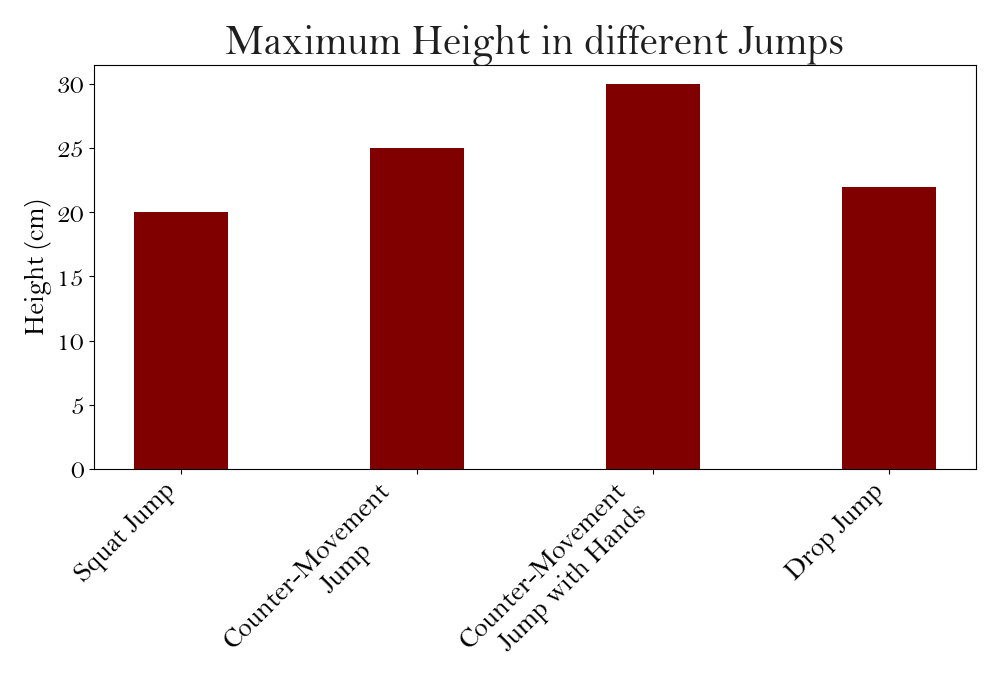 Maximum Height in different Jumps
Height (cm)
30
25
20
15
10
5
0
Squat Jump
Counter-Movement
Jump
Counter-Movement
Jump with Hands
Drop Jump